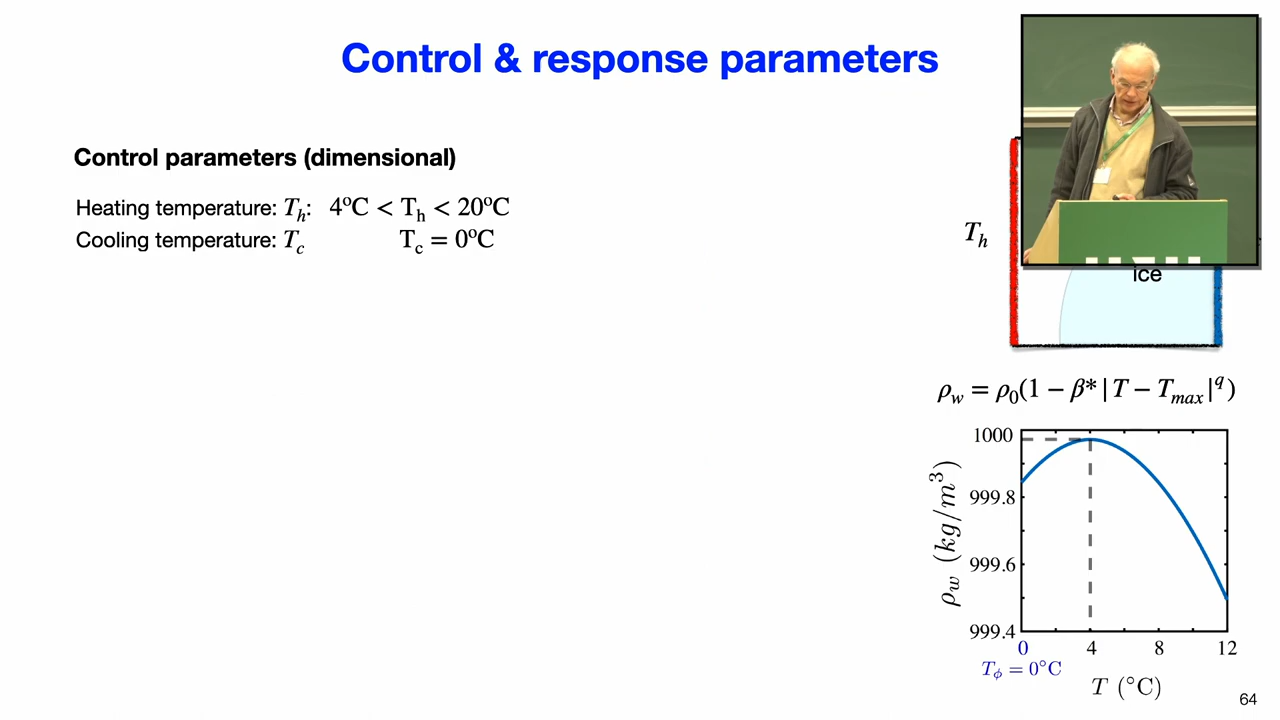 Control & response parameters
Control parameters (dimensional)
Heating temperature: T_h: 4°C < T_h < 20°C
Cooling temperature: T_c T_c = 0°C
T_h
ice
ρ_w = ρ_0(1 − β* | T − T_max |^q )
1000
999.8
999.6
999.4
ρ_w (kg/m^3)
0 4 8 12
T_ϕ = 0°C
T (°C)
64